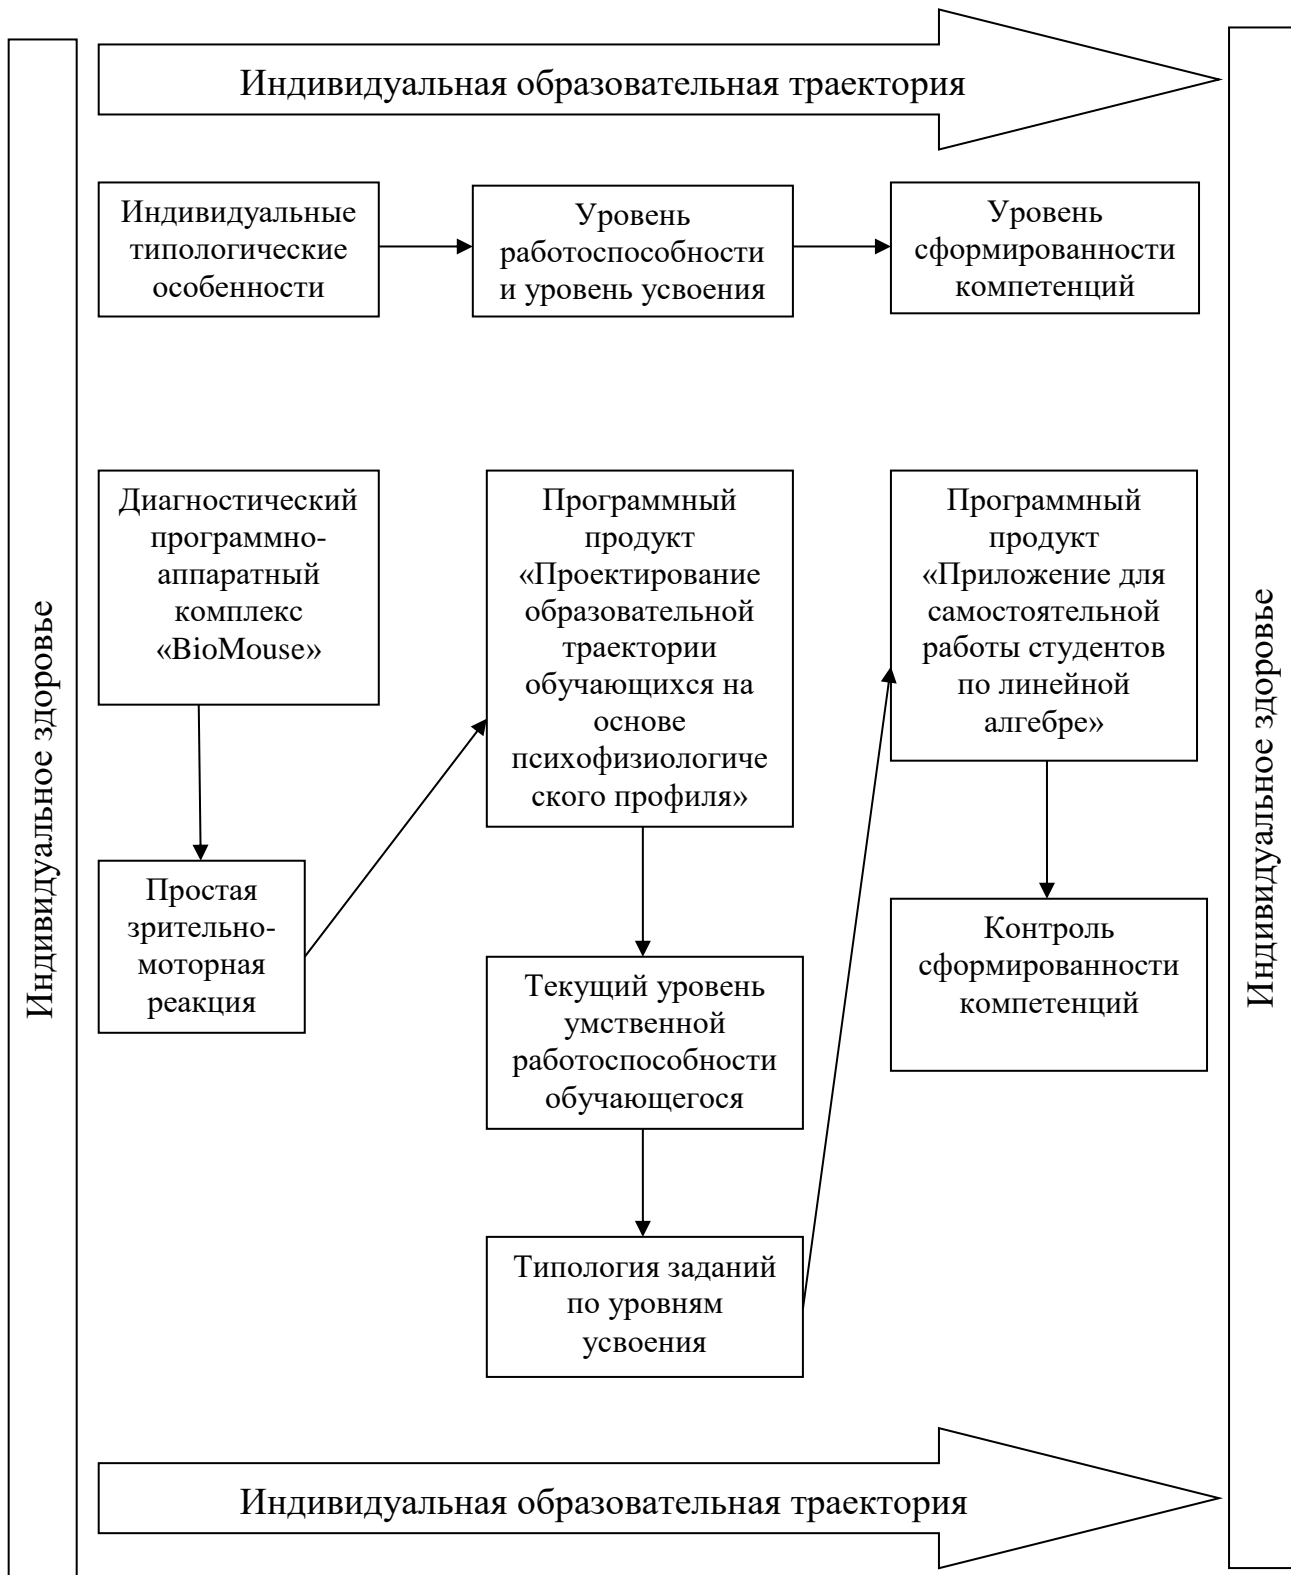 Индивидуальная образовательная траектория
Индивидуальное здоровье
Индивидуальные
типологические
особенности
Уровень
работоспособности
и уровень усвоения
Уровень
сформированности
компетенций
Диагностический
программно-
аппаратный
комплекс
«BioMouse»
Простая
зрительно-
моторная
реакция
Программный
продукт
«Проектирование
образовательной
траектории
обучающихся на
основе
психофизиологиче
ского профиля»
Текущий уровень
умственной
работоспособности
обучающегося
Типология заданий
по уровням
усвоения
Программный
продукт
«Приложение для
самостоятельной
работы студентов
по линейной
алгебре»
Контроль
сформированности
компетенций
Индивидуальное здоровье
Индивидуальная образовательная траектория